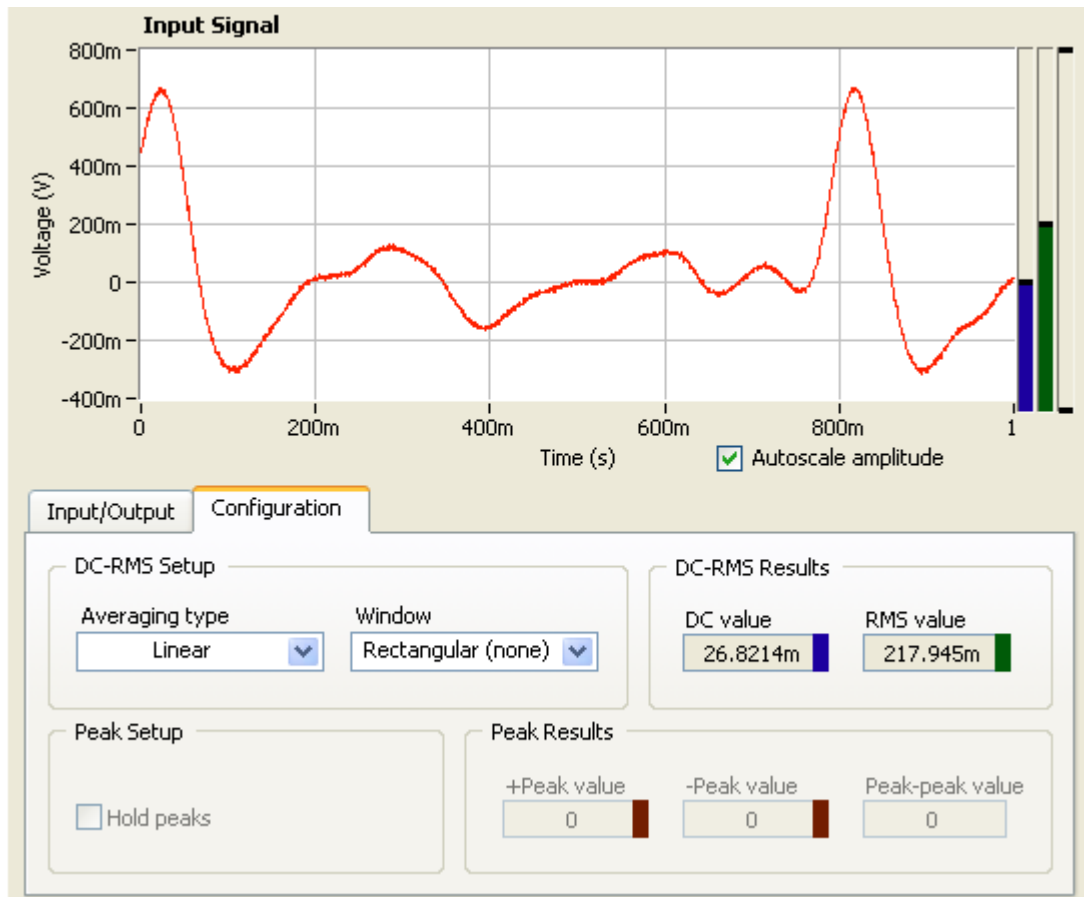 Input Signal
800m
600m
400m
200m
0
-200m
-400m
Voltage (V)
0 200m 400m 600m 800m 1
Time (s)
Autoscale amplitude
Input/Output Configuration
DC-RMS Setup
Averaging type Window
Linear Rectangular (none)
DC-RMS Results
DC value RMS value
26.8214m 217.945m
Peak Setup
Hold peaks
Peak Results
+Peak value -Peak value Peak-peak value
0 0 0